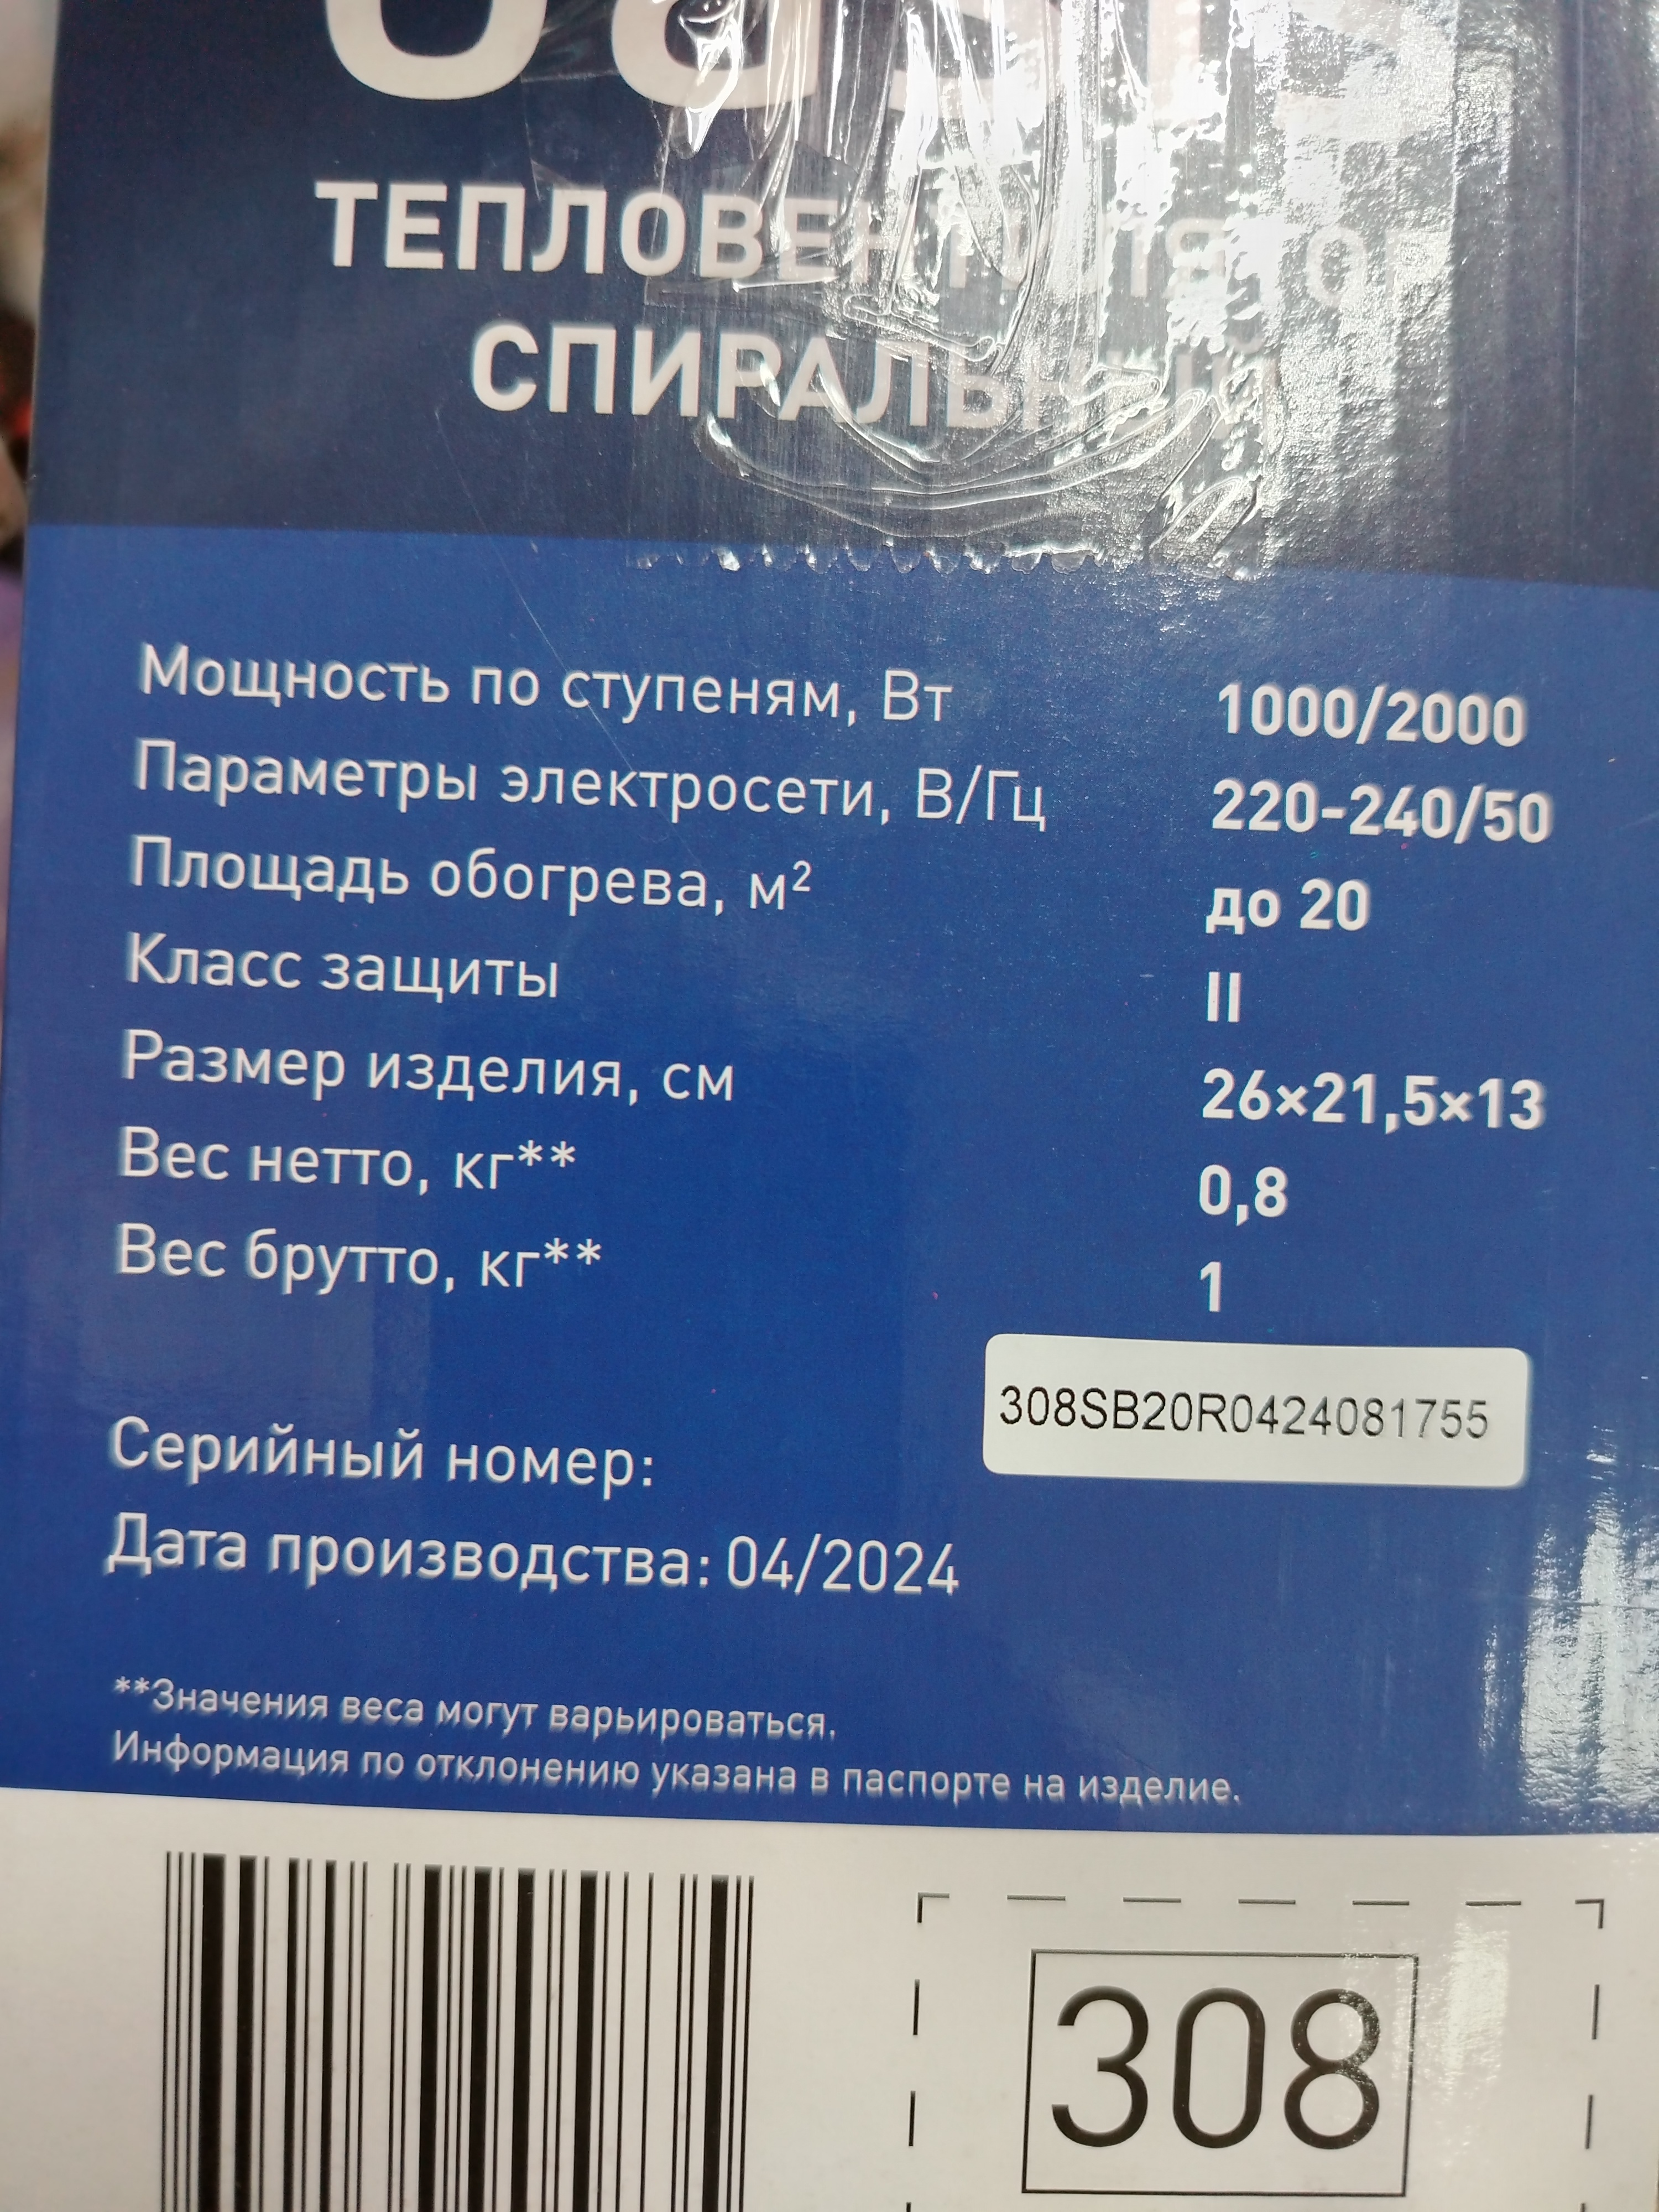 ТЕПЛОВЕНТИЛЯТОР
СПИРАЛЬНЫЙ
Мощность по ступеням, Вт 1000/2000
Параметры электросети, В/Гц 220-240/50
Площадь обогрева, м² до 20
Класс защиты II
Размер изделия, см 26×21,5×13
Вес нетто, кг** 0,8
Вес брутто, кг** 1
308SB20R0424081755
Серийный номер:
Дата производства: 04/2024
**Значения веса могут варьироваться.
Информация по отклонению указана в паспорте на изделие.
308